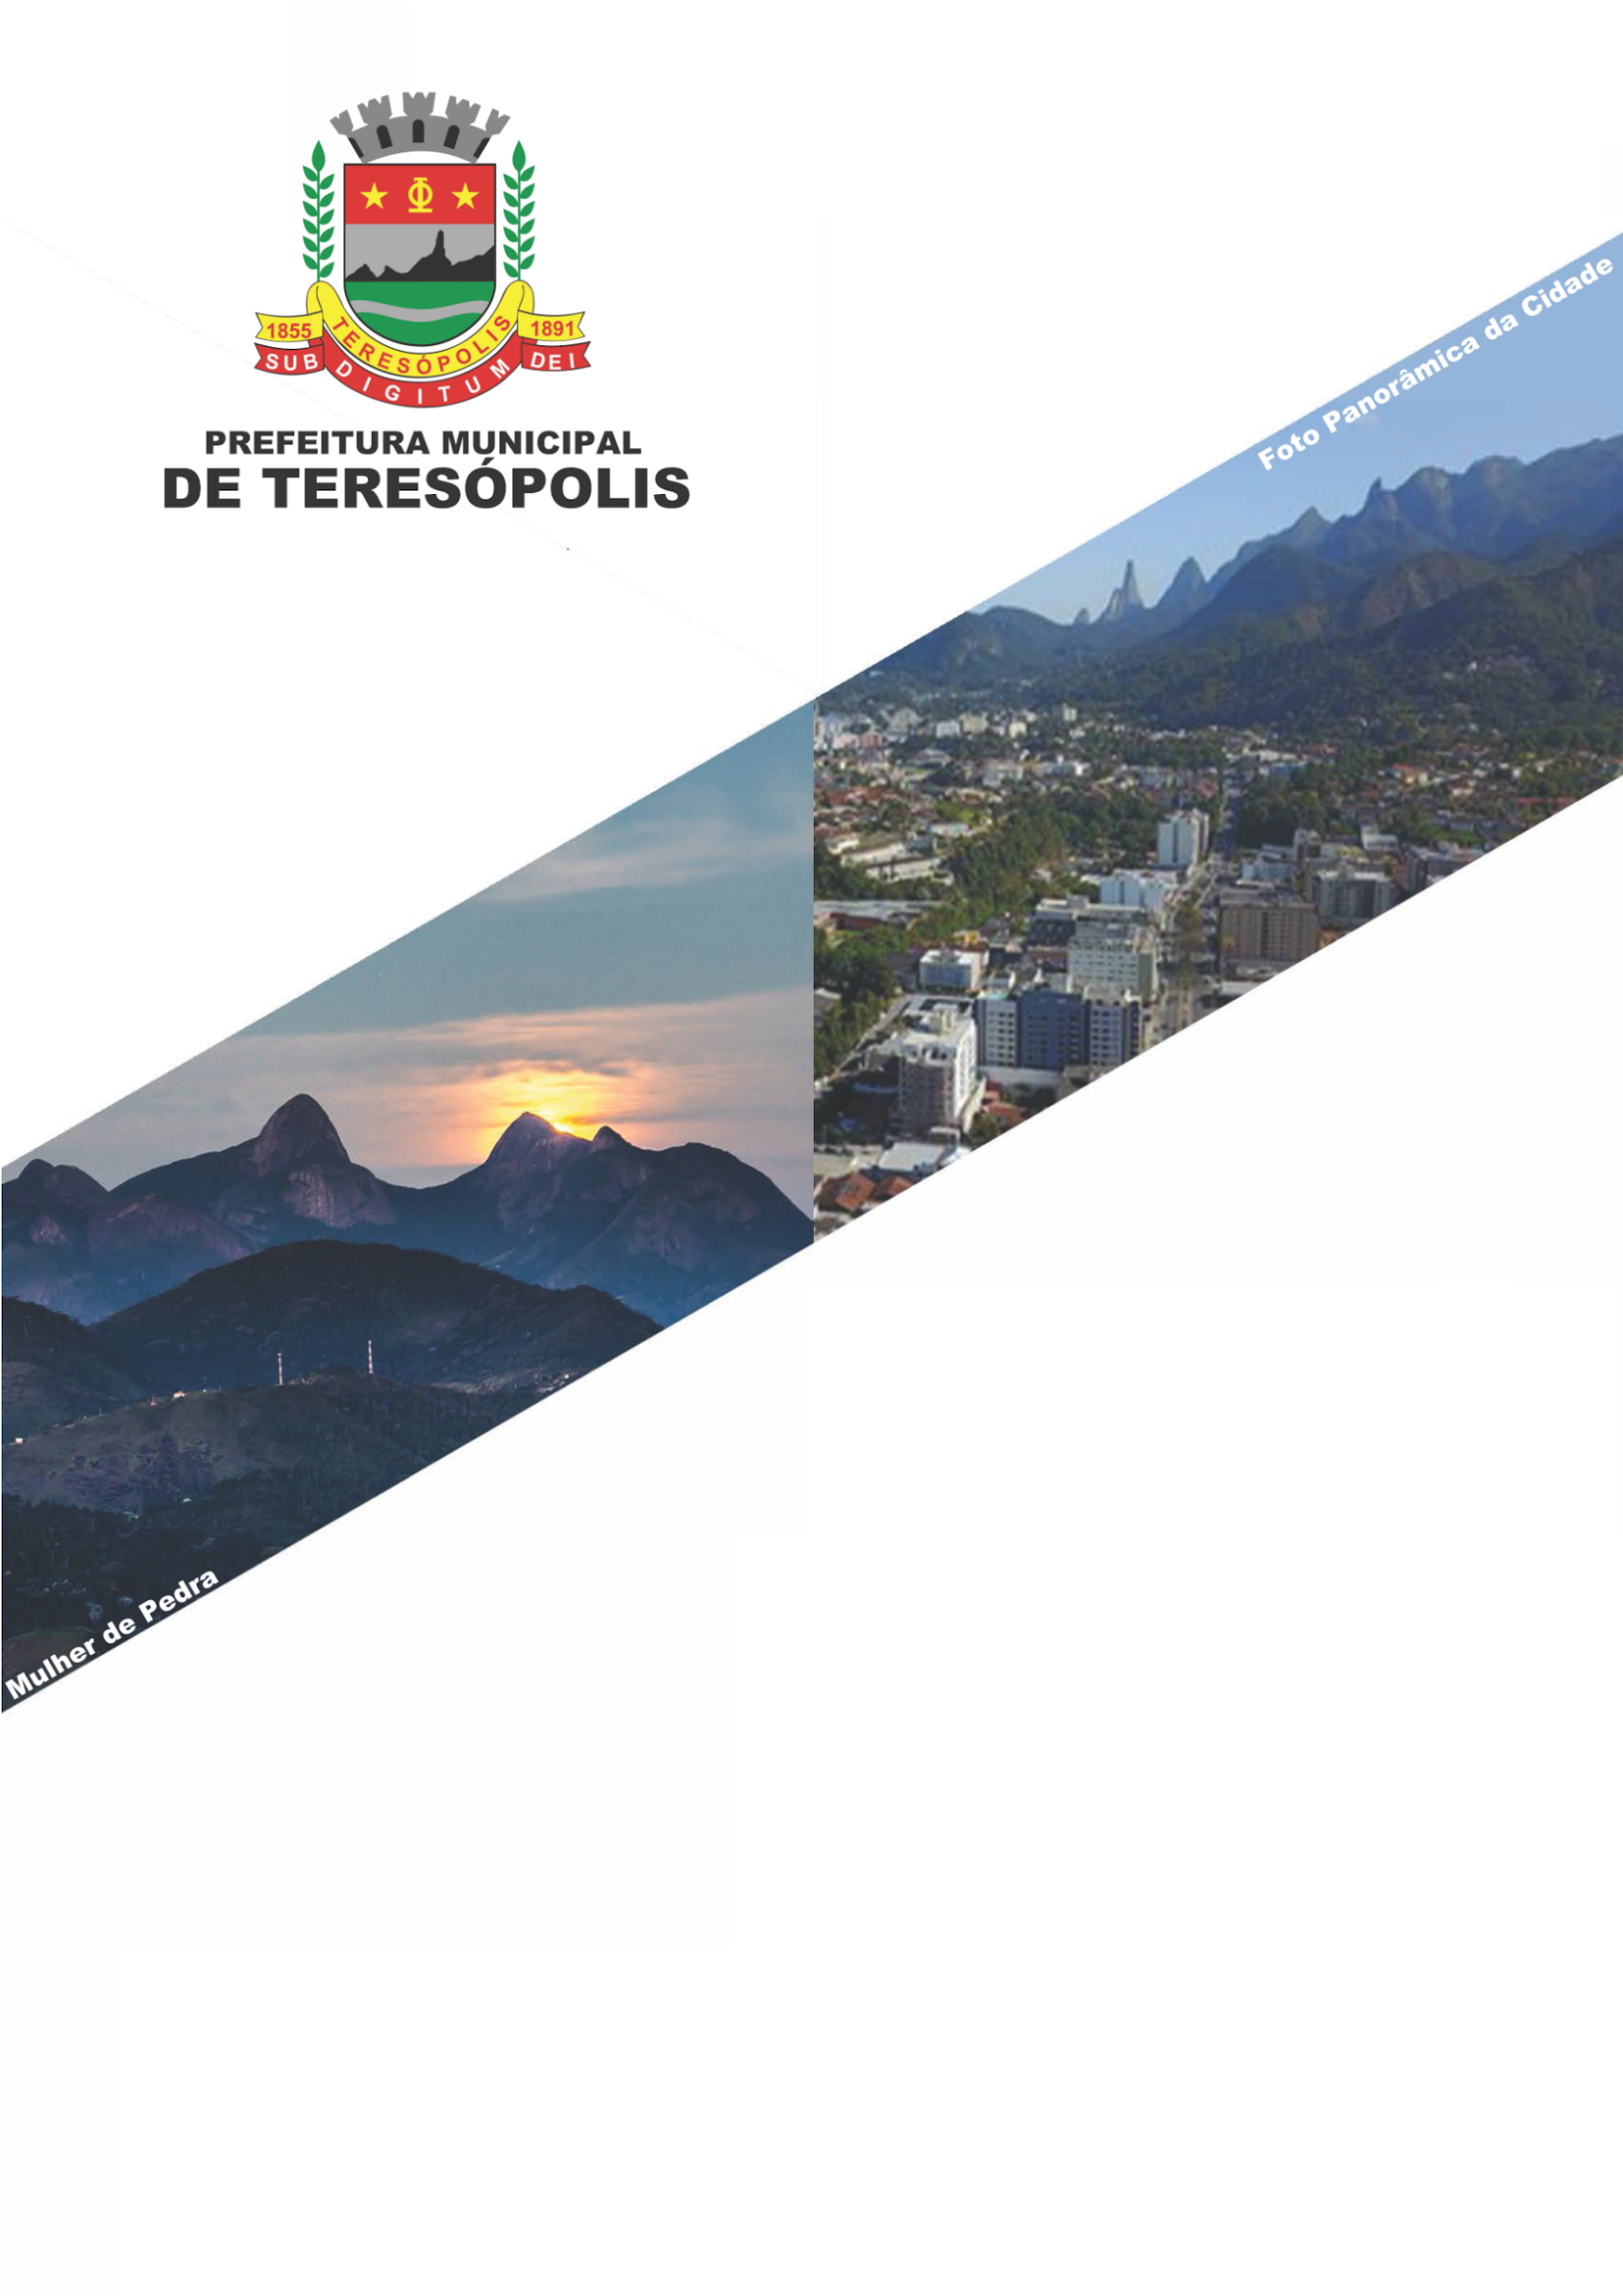 1855 TERESÓPOLIS 1891
SUB DIGITUM DEI
PREFEITURA MUNICIPAL
DE TERESÓPOLIS
Foto Panorâmica da Cidade
Mulher de Pedra